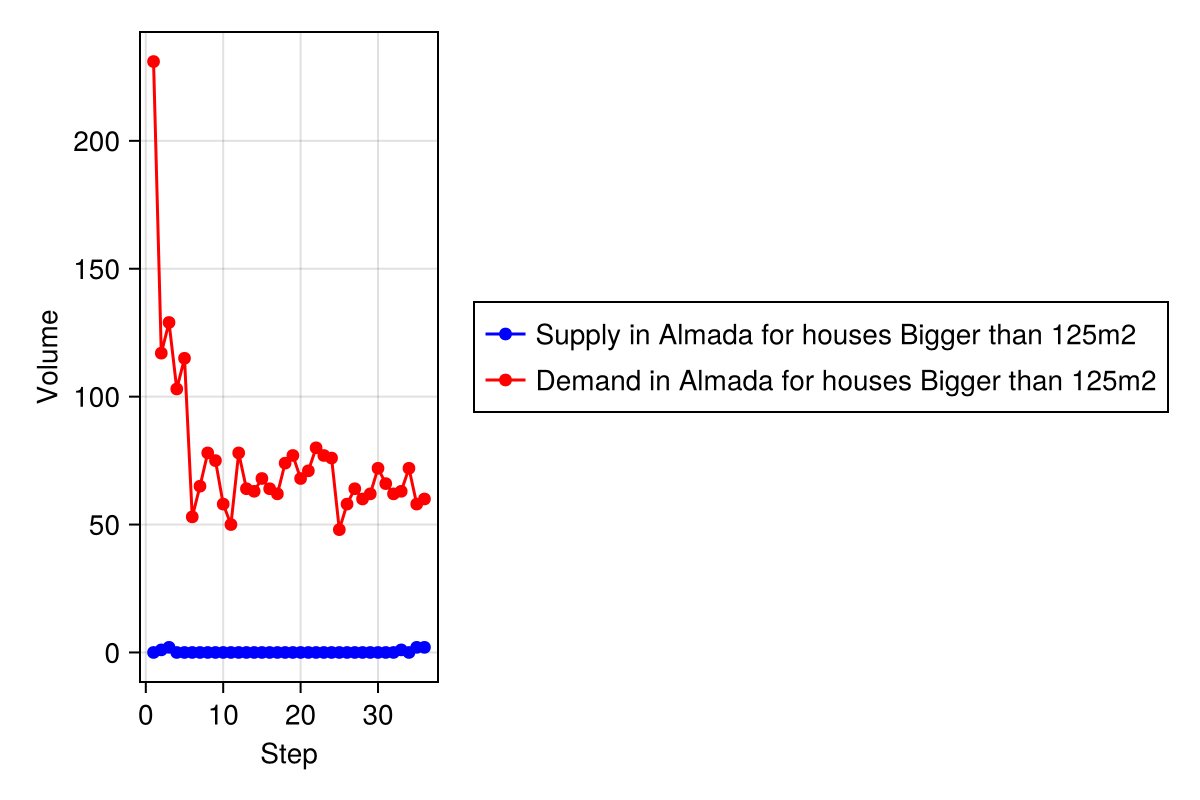 200
150
100
50
0
Volume
0 10 20 30
Step
Supply in Almada for houses Bigger than 125m2
Demand in Almada for houses Bigger than 125m2